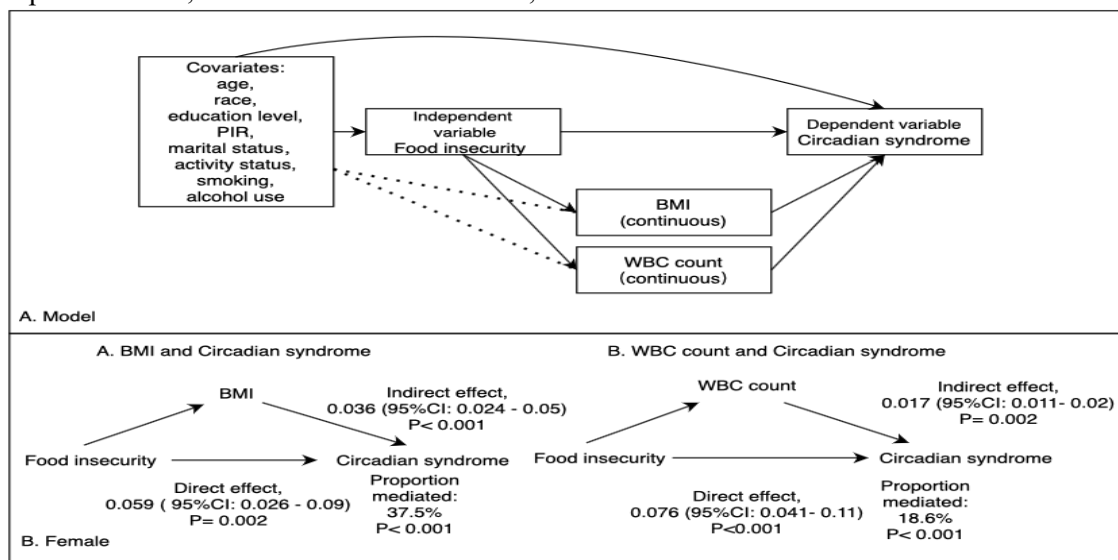 Covariates:
age,
race,
education level,
PIR,
marital status,
activity status,
smoking,
alcohol use
Independent
variable
Food insecurity
Dependent variable
Circadian syndrome
BMI
(continuous)
WBC count
(continuous)
A. Model
A. BMI and Circadian syndrome
BMI
Indirect effect,
0.036 (95%CI: 0.024 - 0.05)
P< 0.001
Food insecurity
Circadian syndrome
Direct effect,
0.059 ( 95%CI: 0.026 - 0.09)
P= 0.002
Proportion
mediated:
37.5%
P< 0.001
B. WBC count and Circadian syndrome
WBC count
Indirect effect,
0.017 (95%CI: 0.011- 0.02)
P= 0.002
Food insecurity
Circadian syndrome
Direct effect,
0.076 (95%CI: 0.041- 0.11)
P<0.001
Proportion
mediated:
18.6%
P< 0.001
B. Female